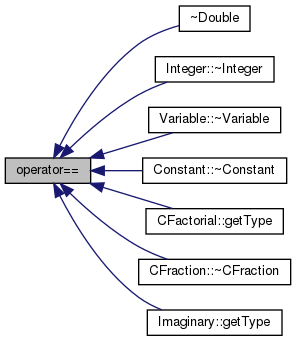 ~Double
Integer::~Integer
Variable::~Variable
operator==
Constant::~Constant
CFactorial::getType
CFraction::~CFraction
Imaginary::getType